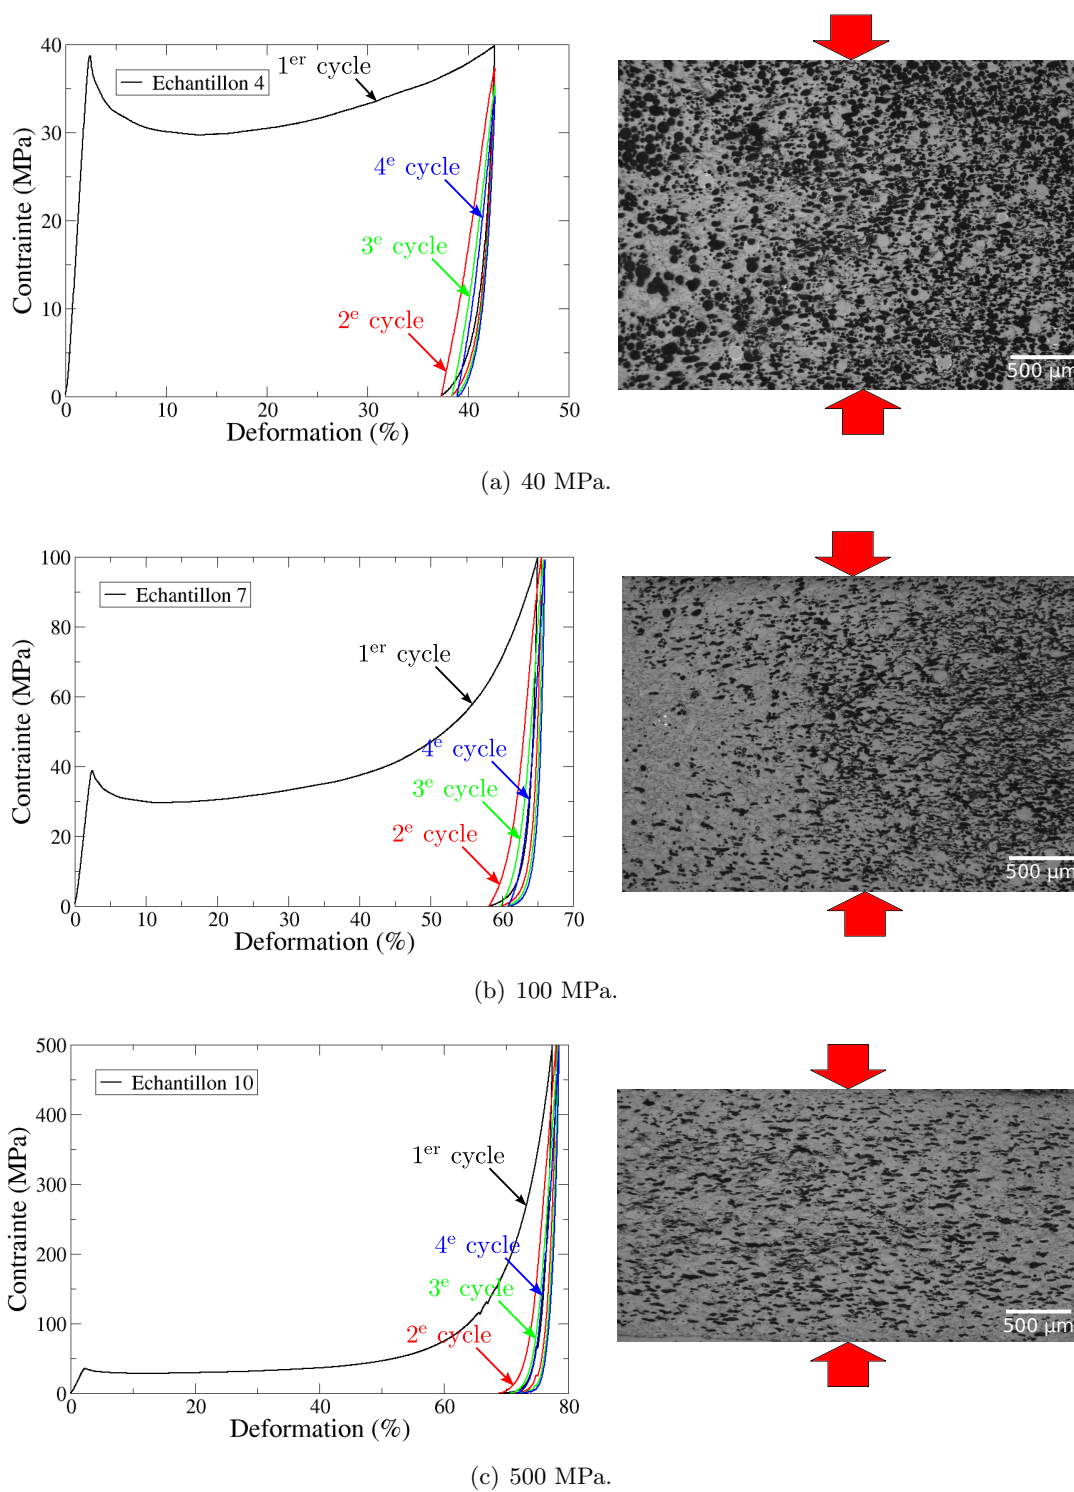 40
30
20
10
0
0
10
20
30
40
50
Contrainte (MPa)
Deformation (%)
Echantillon 4
1er cycle
4e cycle
3e cycle
2e cycle
500 µm
(a) 40 MPa.
100
80
60
40
20
0
0
10
20
30
40
50
60
70
Contrainte (MPa)
Deformation (%)
Echantillon 7
1er cycle
4e cycle
3e cycle
2e cycle
500 µm
(b) 100 MPa.
500
400
300
200
100
0
0
20
40
60
80
Contrainte (MPa)
Deformation (%)
Echantillon 10
1er cycle
4e cycle
3e cycle
2e cycle
500 µm
(c) 500 MPa.